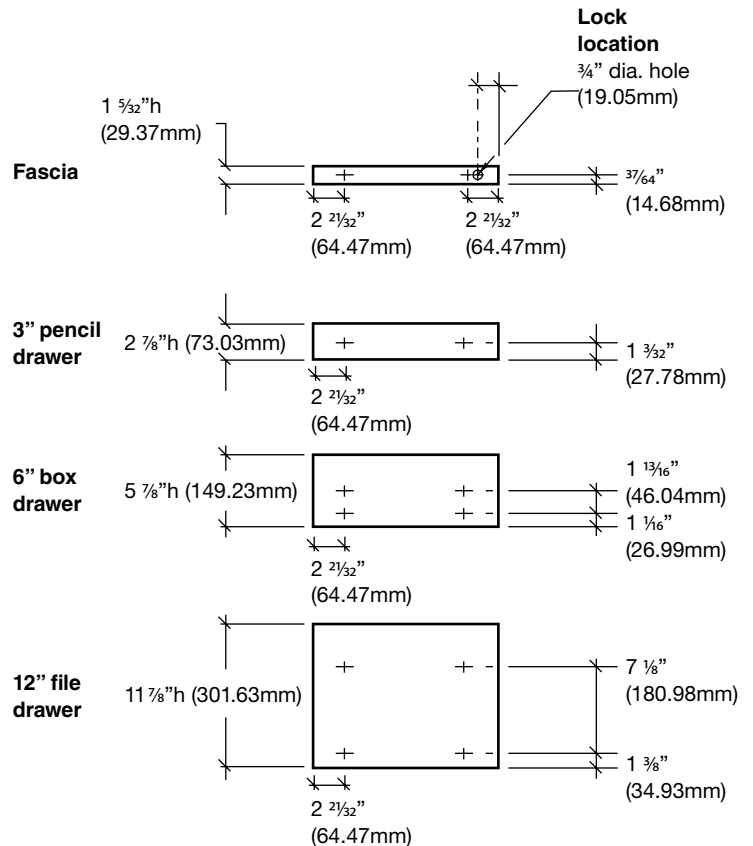 Lock
location
¾” dia. hole
(19.05mm)
1 ⁵⁄₃₂”h
(29.37mm)
Fascia
³⁷⁄₆₄”
(14.68mm)
2 ²¹⁄₃₂”
(64.47mm)
2 ²¹⁄₃₂”
(64.47mm)
3” pencil
drawer
2 ⅞”h (73.03mm)
1 ³⁄₃₂”
(27.78mm)
2 ²¹⁄₃₂”
(64.47mm)
6” box
drawer
5 ⅞”h (149.23mm)
1 ¹³⁄₁₆”
(46.04mm)
1 ¹⁄₁₆”
(26.99mm)
2 ²¹⁄₃₂”
(64.47mm)
12” file
drawer
11 ⅞”h (301.63mm)
7 ⅛”
(180.98mm)
1 ⅜”
(34.93mm)
2 ²¹⁄₃₂”
(64.47mm)